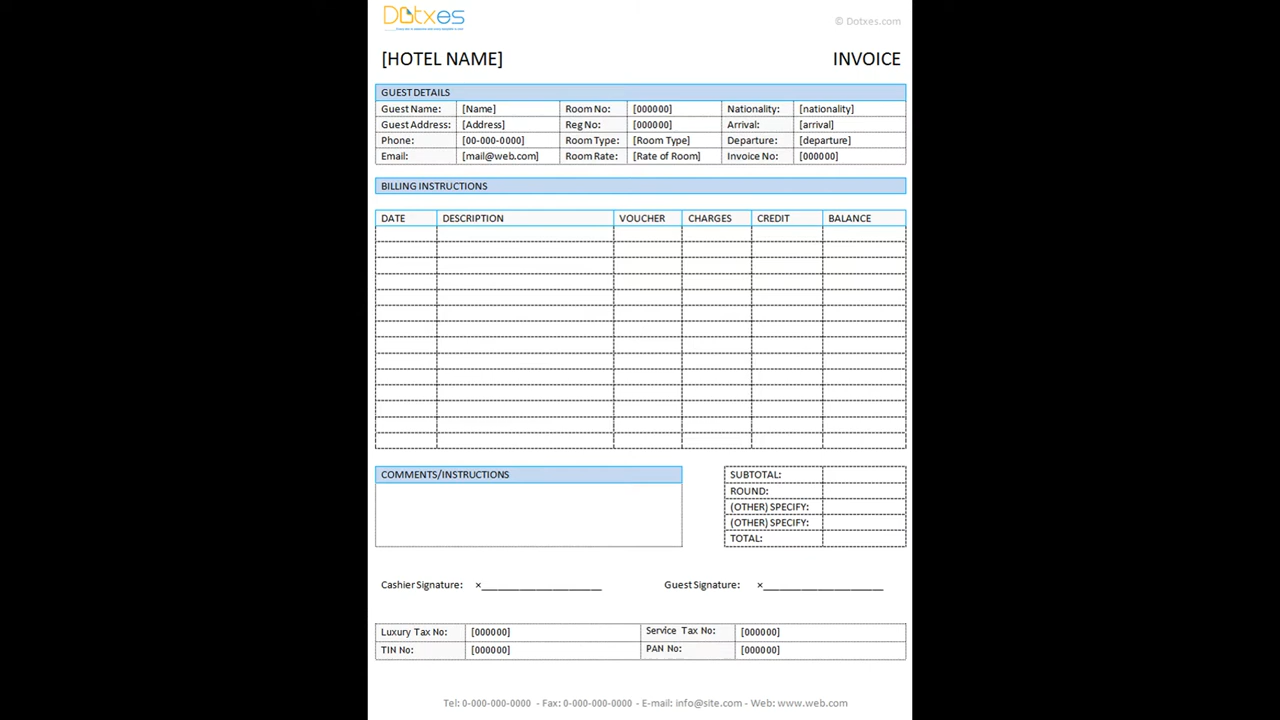 Dotxes
© Dotxes.com
[HOTEL NAME] INVOICE
GUEST DETAILS
Guest Name: [Name] Room No: [000000] Nationality: [nationality]
Guest Address: [Address] Reg No: [000000] Arrival: [arrival]
Phone: [00-000-0000] Room Type: [Room Type] Departure: [departure]
Email: [mail@web.com] Room Rate: [Rate of Room] Invoice No: [000000]
BILLING INSTRUCTIONS
DATE DESCRIPTION VOUCHER CHARGES CREDIT BALANCE
COMMENTS/INSTRUCTIONS SUBTOTAL:
ROUND:
(OTHER) SPECIFY:
(OTHER) SPECIFY:
TOTAL:
Cashier Signature: ×______________________ Guest Signature: ×______________________
Luxury Tax No: [000000] Service Tax No: [000000]
TIN No: [000000] PAN No: [000000]
Tel: 0-000-000-0000 - Fax: 0-000-000-0000 - E-mail: info@site.com - Web: www.web.com